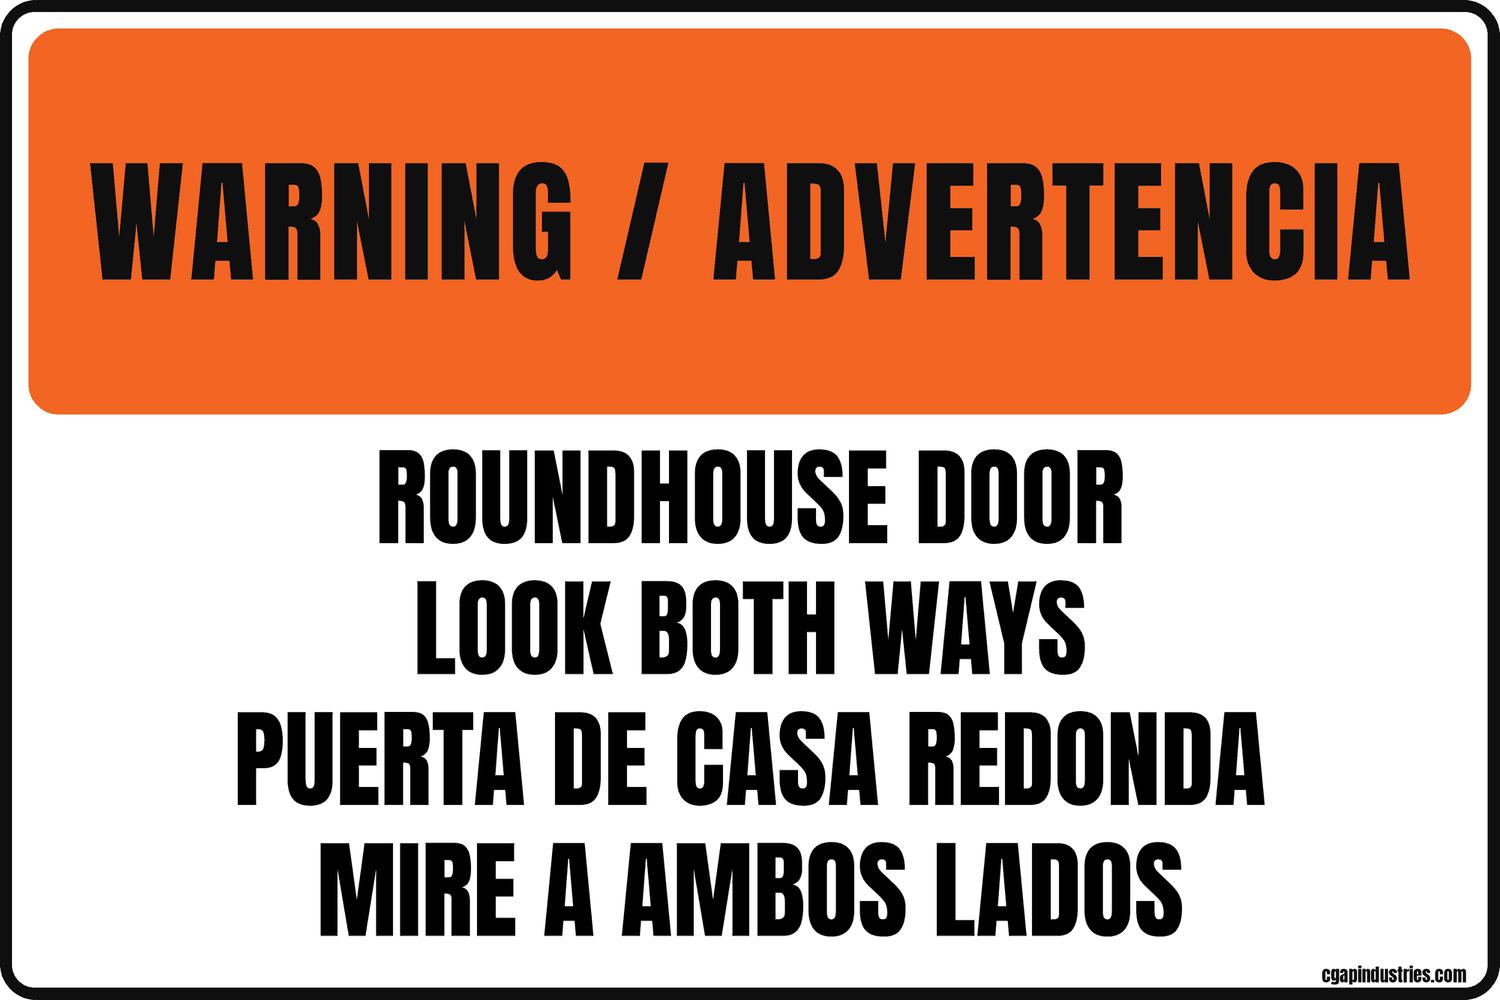 WARNING / ADVERTENCIA
ROUNDHOUSE DOOR
LOOK BOTH WAYS
PUERTA DE CASA REDONDA
MIRE A AMBOS LADOS
cgapindustries.com